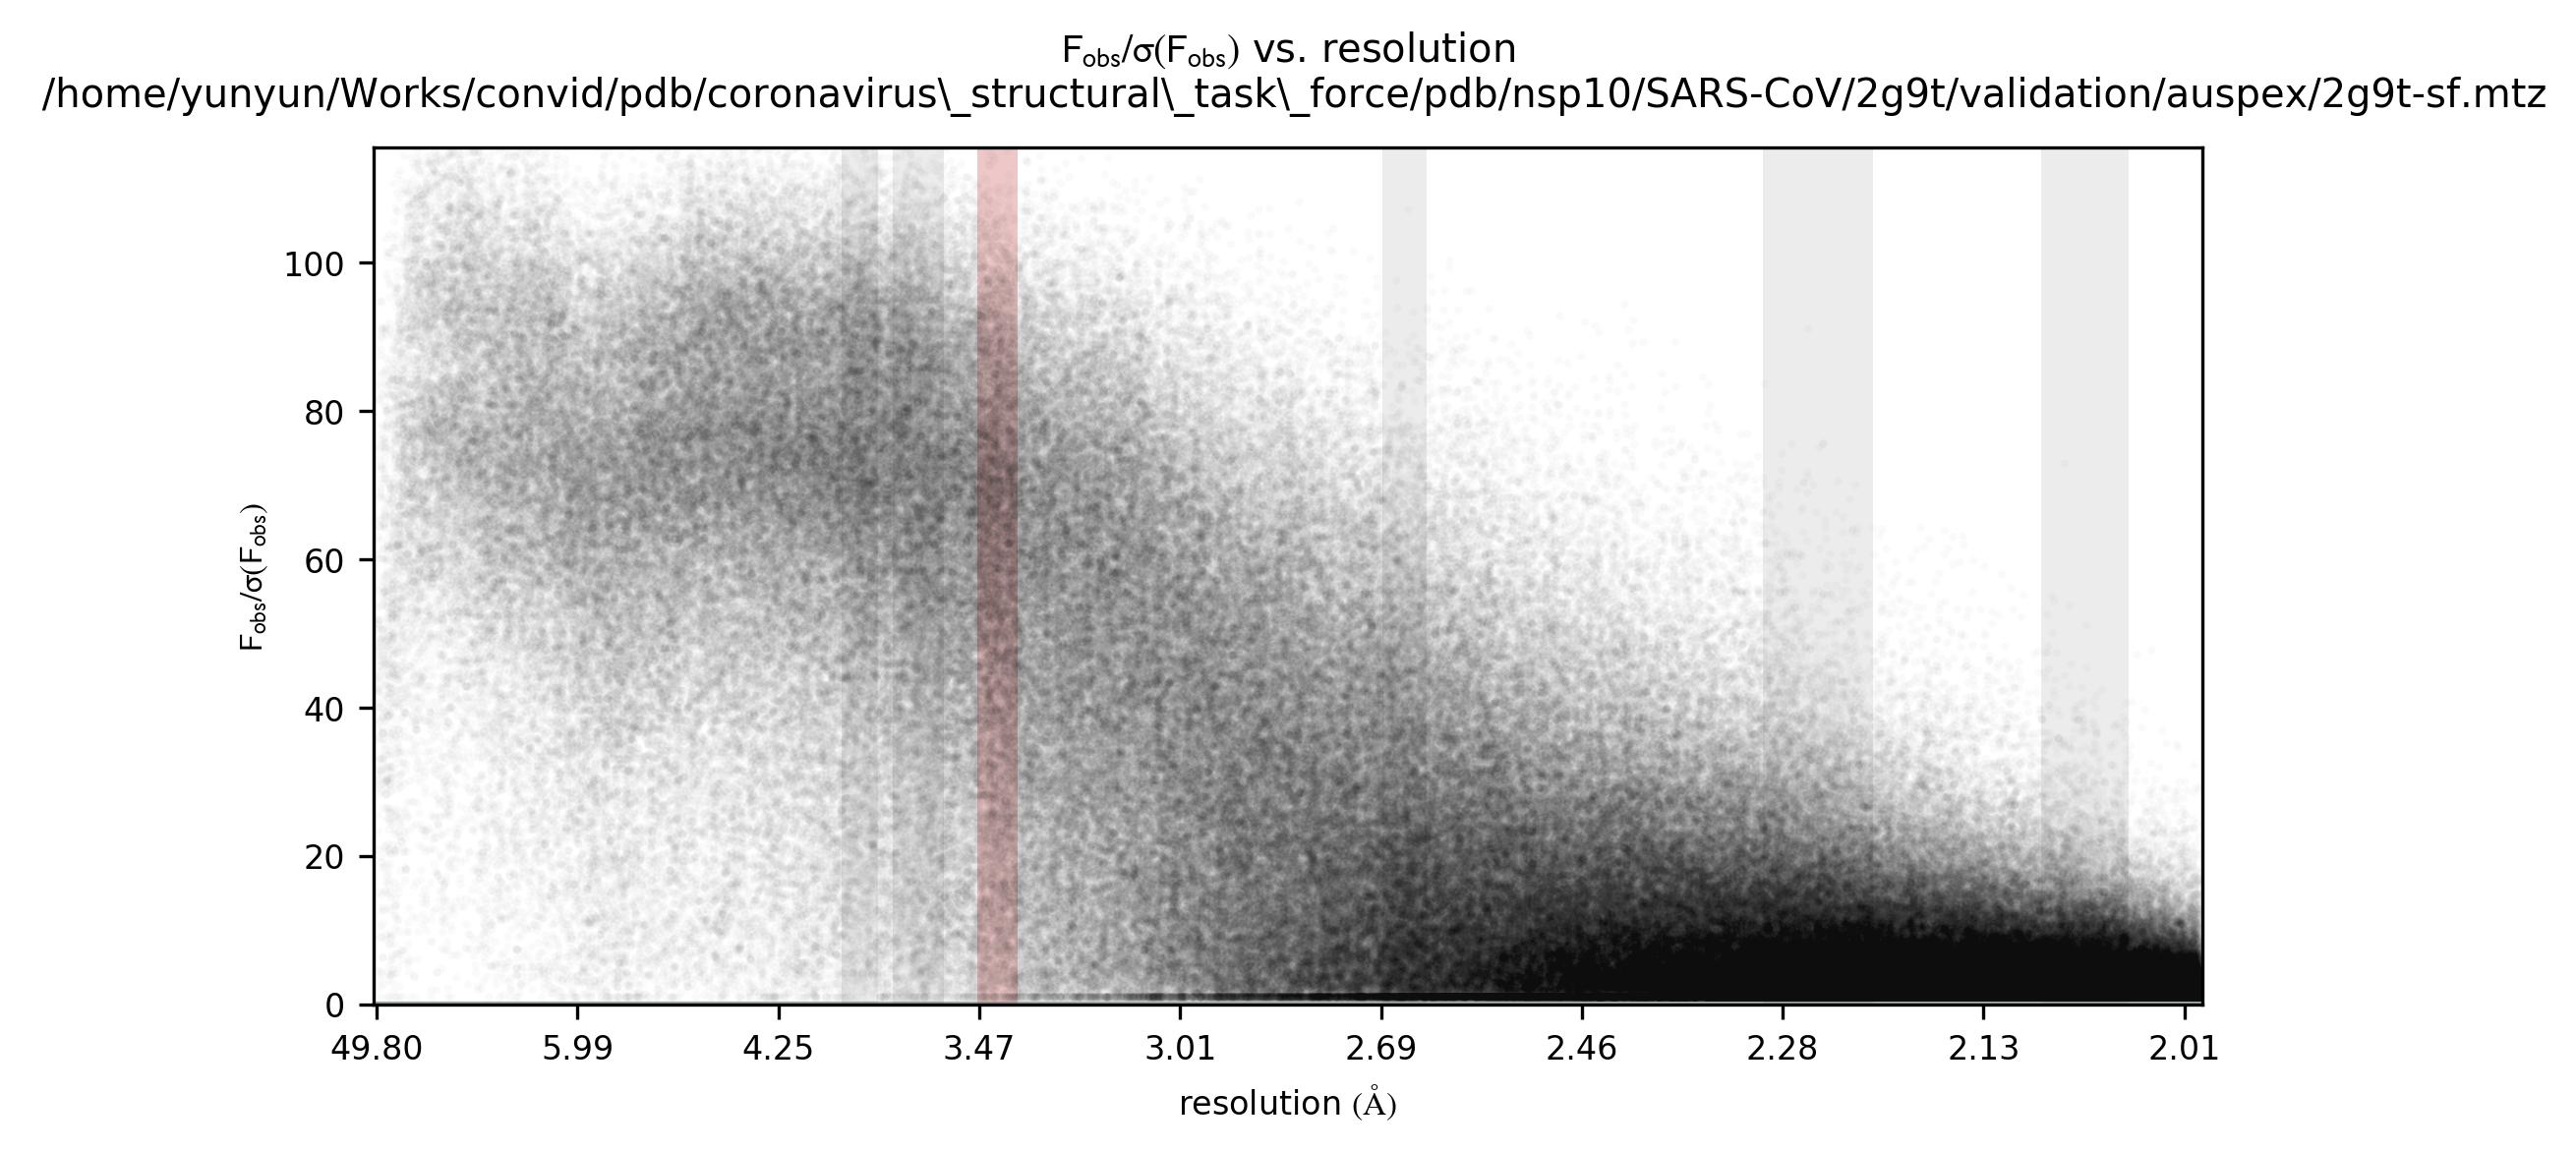 Fobs/σ(Fobs) vs. resolution
/home/yunyun/Works/convid/pdb/coronavirus\_structural\_task\_force/pdb/nsp10/SARS-CoV/2g9t/validation/auspex/2g9t-sf.mtz
Fobs/σ(Fobs)
100
80
60
40
20
0
49.80 5.99 4.25 3.47 3.01 2.69 2.46 2.28 2.13 2.01
resolution (Å)